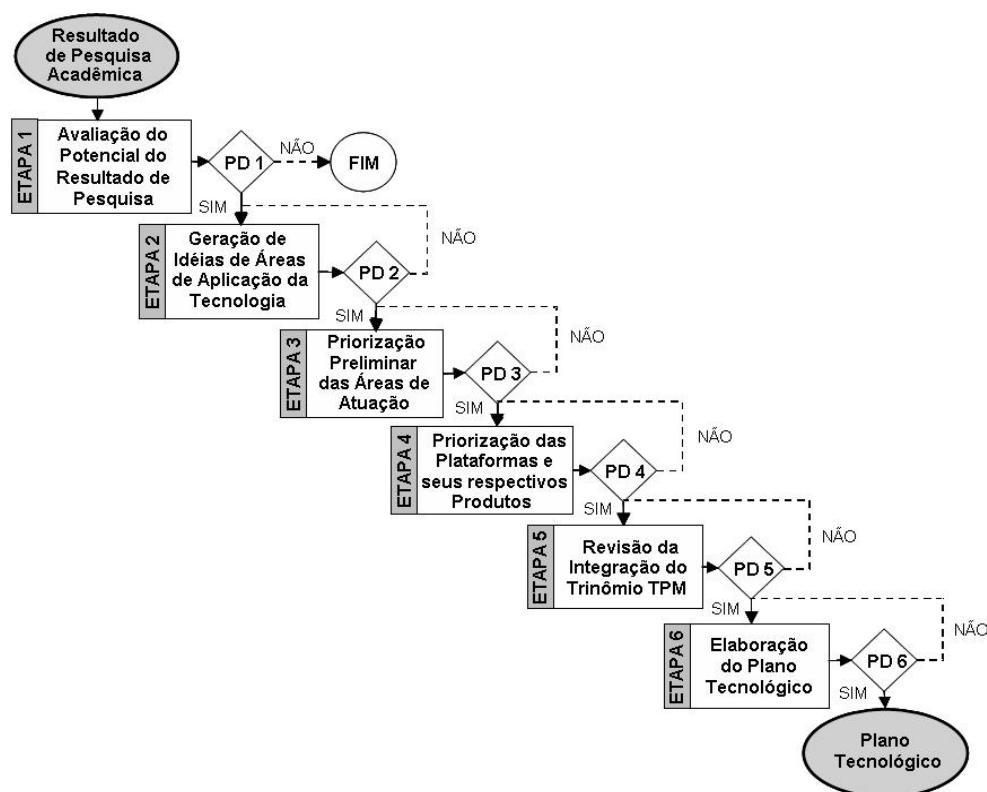 Resultado
de Pesquisa
Acadêmica
ETAPA 1
Avaliação do
Potencial do
Resultado de
Pesquisa
PD 1
NÃO
FIM
SIM
ETAPA 2
Geração de
Idéias de Áreas
de Aplicação da
Tecnologia
PD 2
NÃO
SIM
ETAPA 3
Priorização
Preliminar
das Áreas de
Atuação
PD 3
NÃO
SIM
ETAPA 4
Priorização das
Plataformas e
seus respectivos
Produtos
PD 4
NÃO
SIM
ETAPA 5
Revisão da
Integração do
Trinômio TPM
PD 5
NÃO
SIM
ETAPA 6
Elaboração
do Plano
Tecnológico
PD 6
NÃO
SIM
Plano
Tecnológico